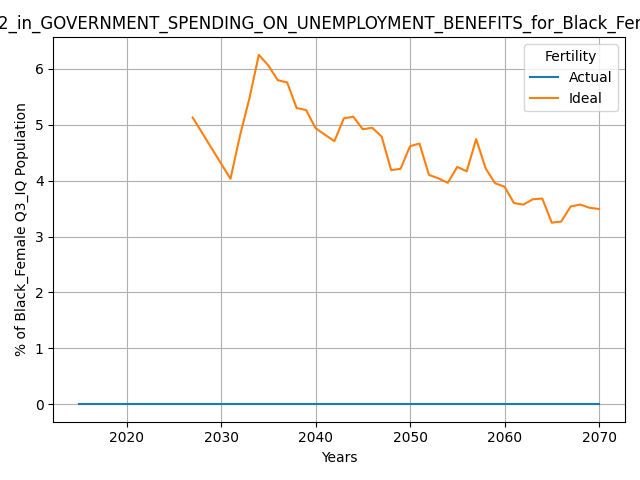 2_in_GOVERNMENT_SPENDING_ON_UNEMPLOYMENT_BENEFITS_for_Black_Fem
Fertility
Actual
Ideal
% of Black_Female Q3_IQ Population
6
5
4
3
2
1
0
2020 2030 2040 2050 2060 2070
Years